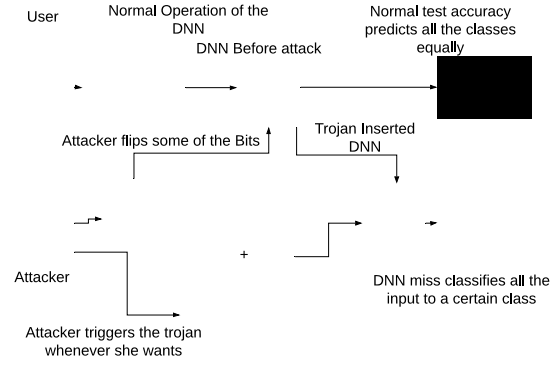 User
Normal Operation of the
DNN
DNN Before attack
Normal test accuracy
predicts all the classes
equally
Attacker flips some of the Bits
Trojan Inserted
DNN
+
Attacker
DNN miss classifies all the
input to a certain class
Attacker triggers the trojan
whenever she wants